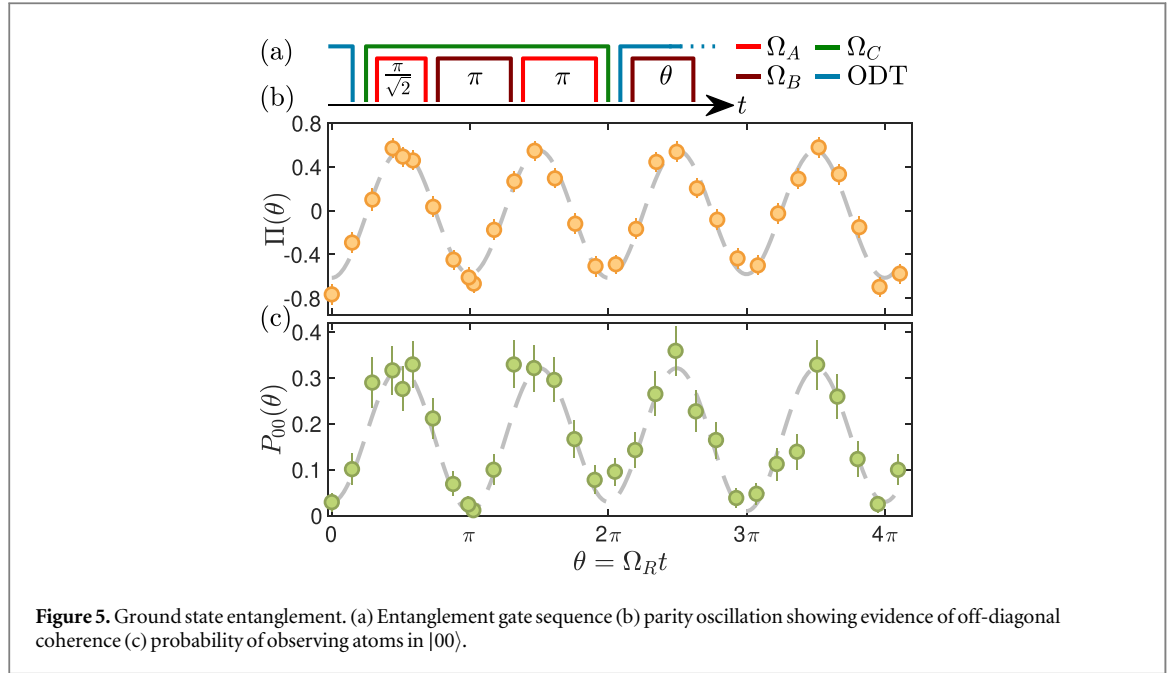 (a)
π/√2 π π θ
Ω_A Ω_C
Ω_B ODT
t
(b)
0.8
0.4
0
-0.4
-0.8
Π(θ)
(c)
0.4
0.3
0.2
0.1
0
P₀₀(θ)
0 π 2π 3π 4π
θ = Ω_R t
Figure 5. Ground state entanglement. (a) Entanglement gate sequence (b) parity oscillation showing evidence of off-diagonal
coherence (c) probability of observing atoms in |00⟩.